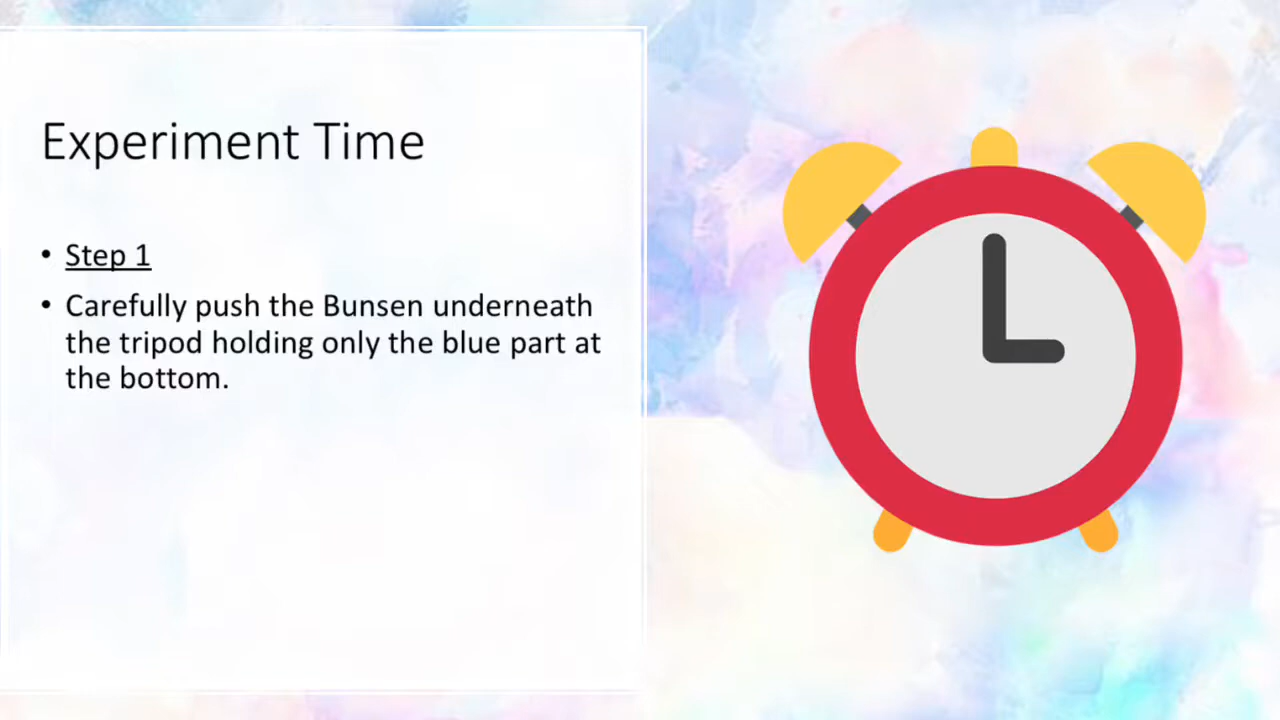 Experiment Time
• Step 1
• Carefully push the Bunsen underneath
the tripod holding only the blue part at
the bottom.